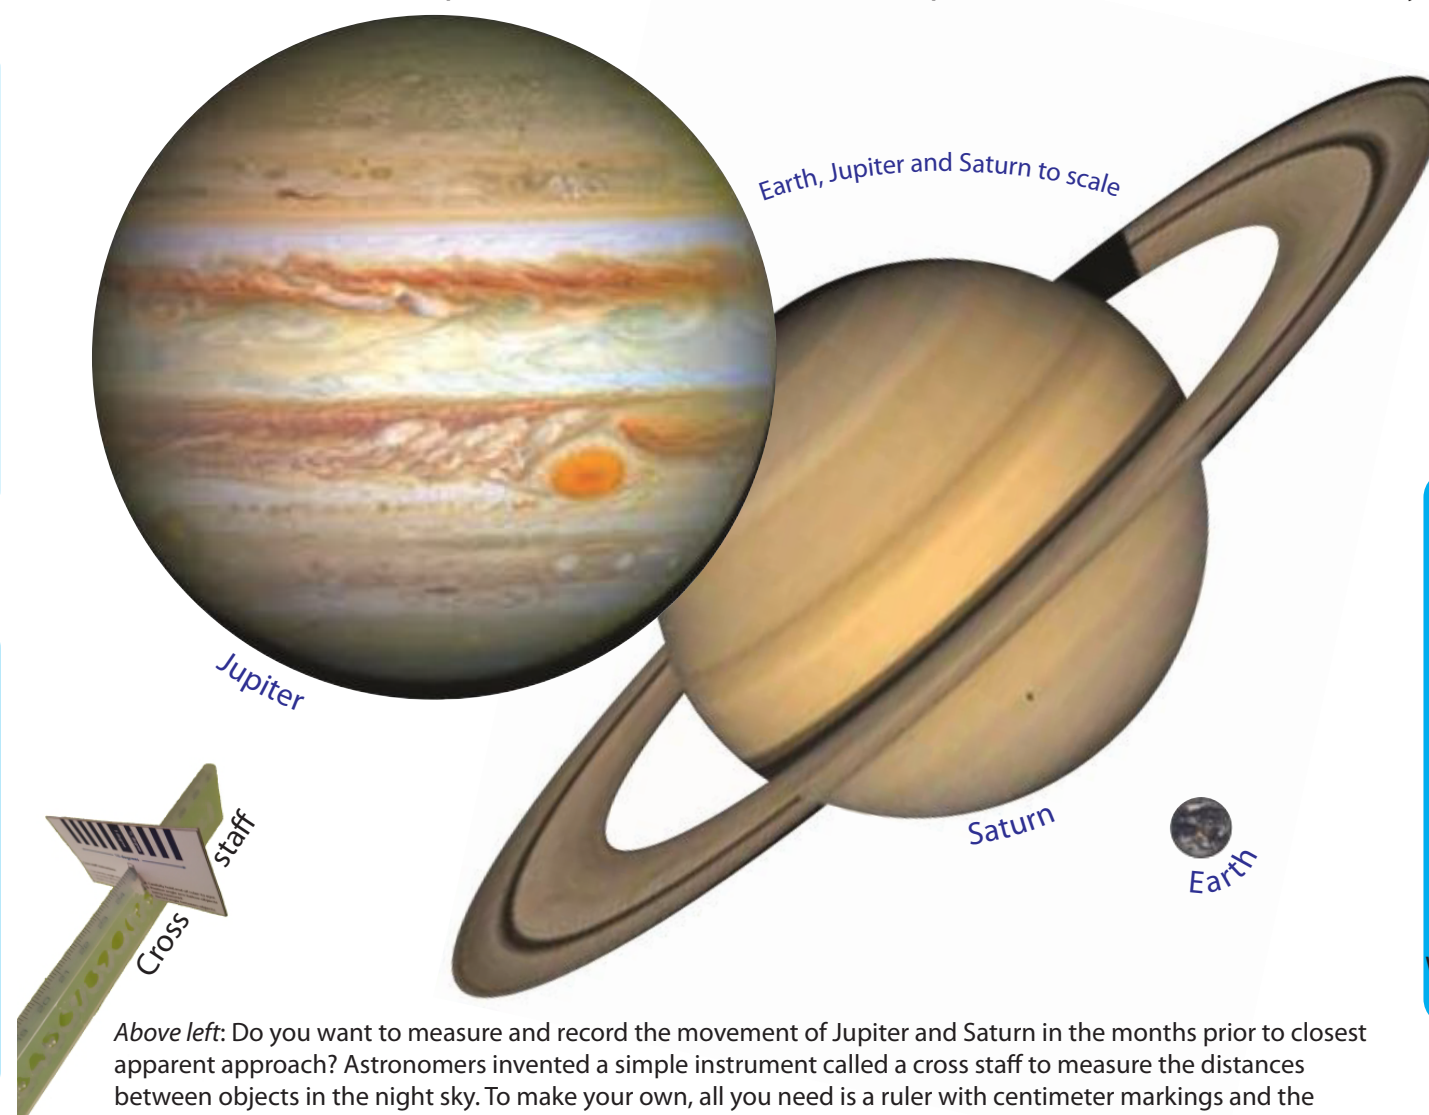 Earth, Jupiter and Saturn to scale
Jupiter
Saturn
Earth
Cross staff
Above left: Do you want to measure and record the movement of Jupiter and Saturn in the months prior to closest
apparent approach? Astronomers invented a simple instrument called a cross staff to measure the distances
between objects in the night sky. To make your own, all you need is a ruler with centimeter markings and the